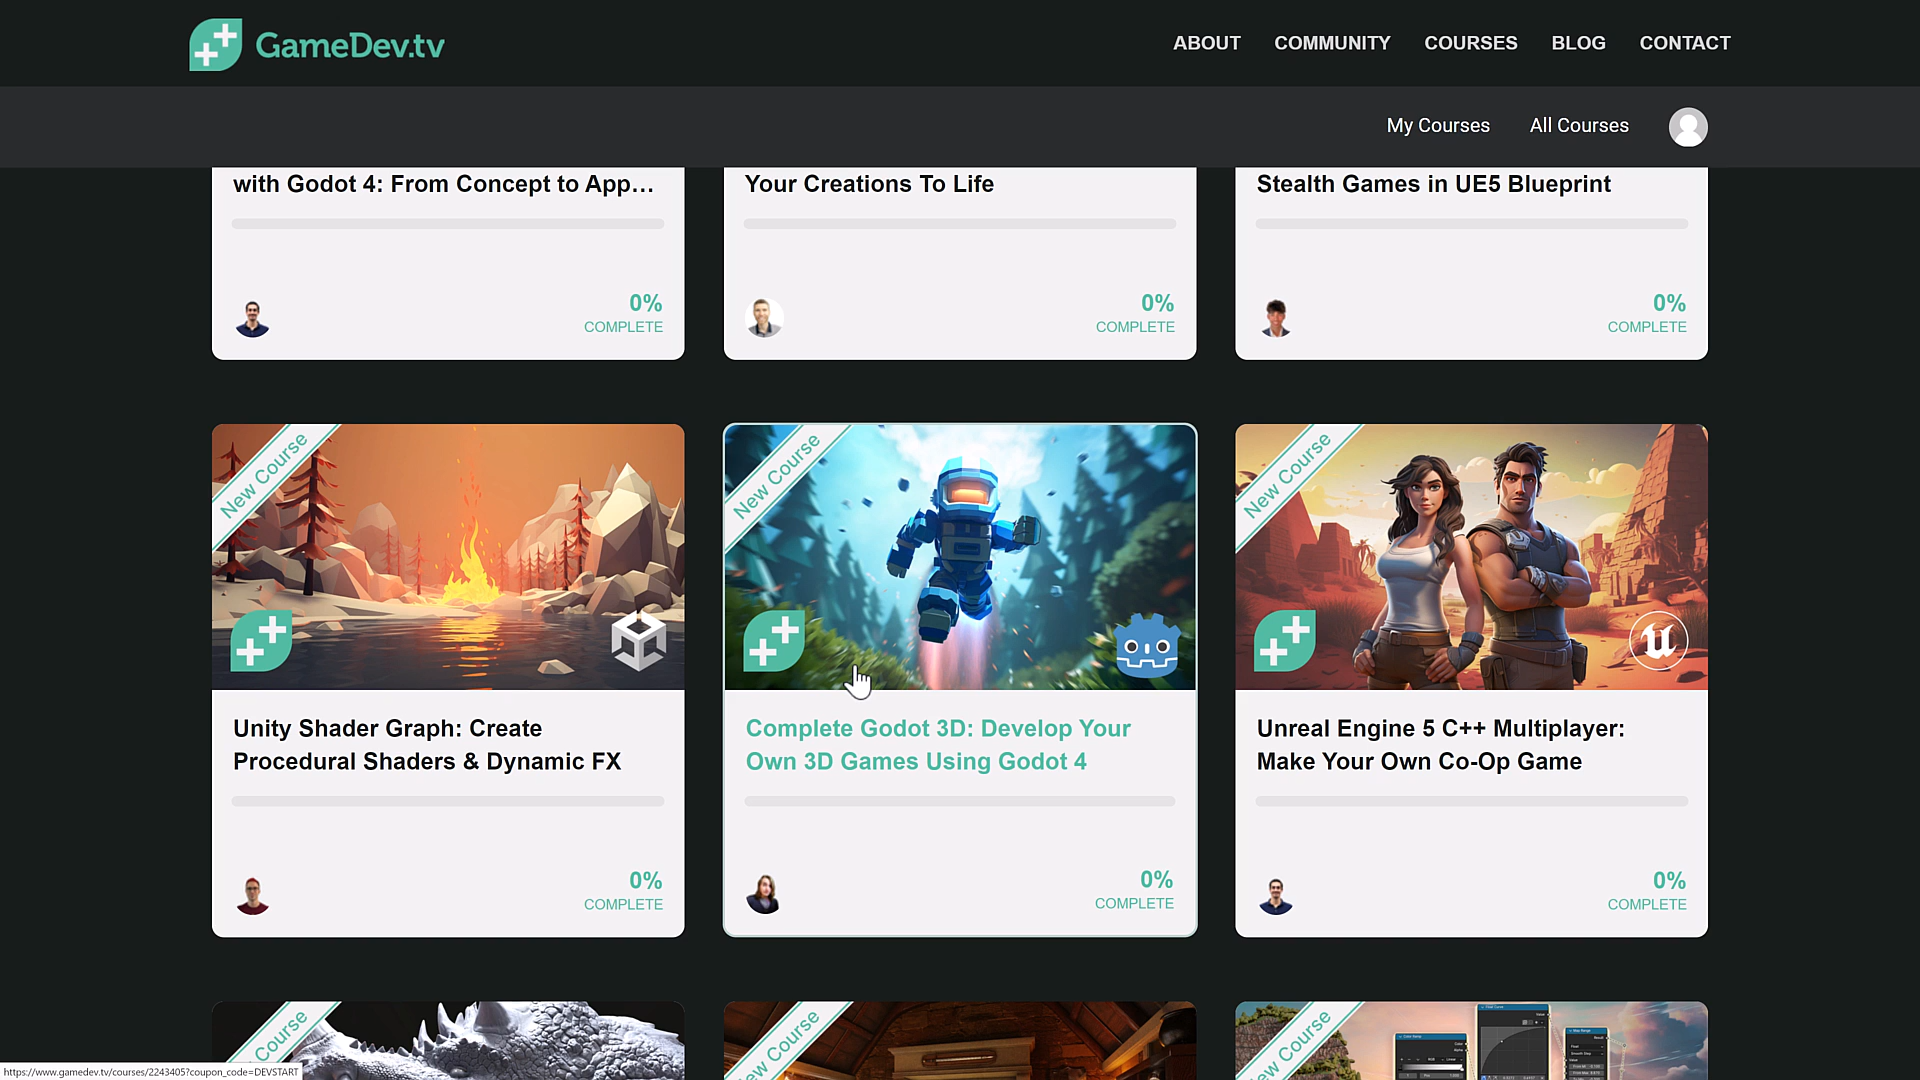 GameDev.tv
ABOUT COMMUNITY COURSES BLOG CONTACT
My Courses All Courses
with Godot 4: From Concept to App...
0%
COMPLETE
Your Creations To Life
0%
COMPLETE
Stealth Games in UE5 Blueprint
0%
COMPLETE
New Course
Unity Shader Graph: Create
Procedural Shaders & Dynamic FX
0%
COMPLETE
New Course
Complete Godot 3D: Develop Your
Own 3D Games Using Godot 4
0%
COMPLETE
New Course
Unreal Engine 5 C++ Multiplayer:
Make Your Own Co-Op Game
0%
COMPLETE
Course
New Course
New Course
https://www.gamedev.tv/courses/2243405?coupon_code=DEVSTART